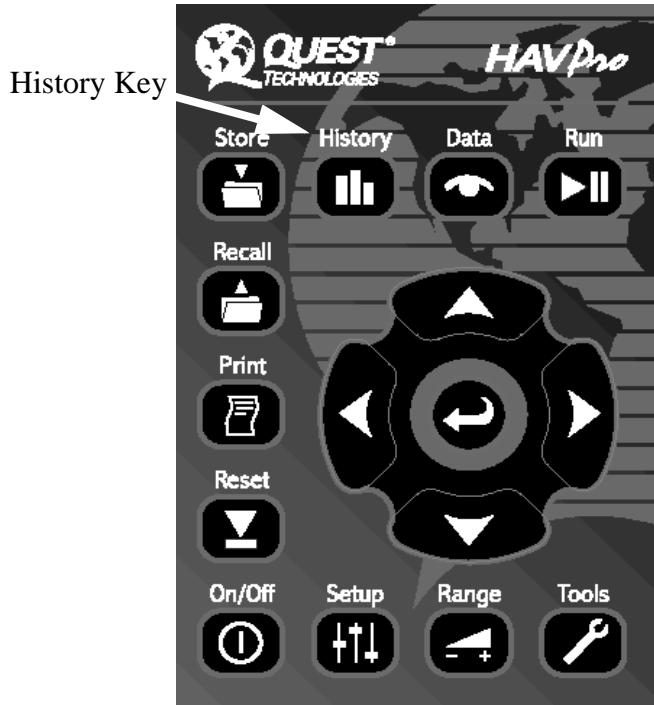 QUEST®
TECHNOLOGIES
HAVPro
History Key
Store History Data Run
Recall
Print
Reset
On/Off Setup Range Tools
- +